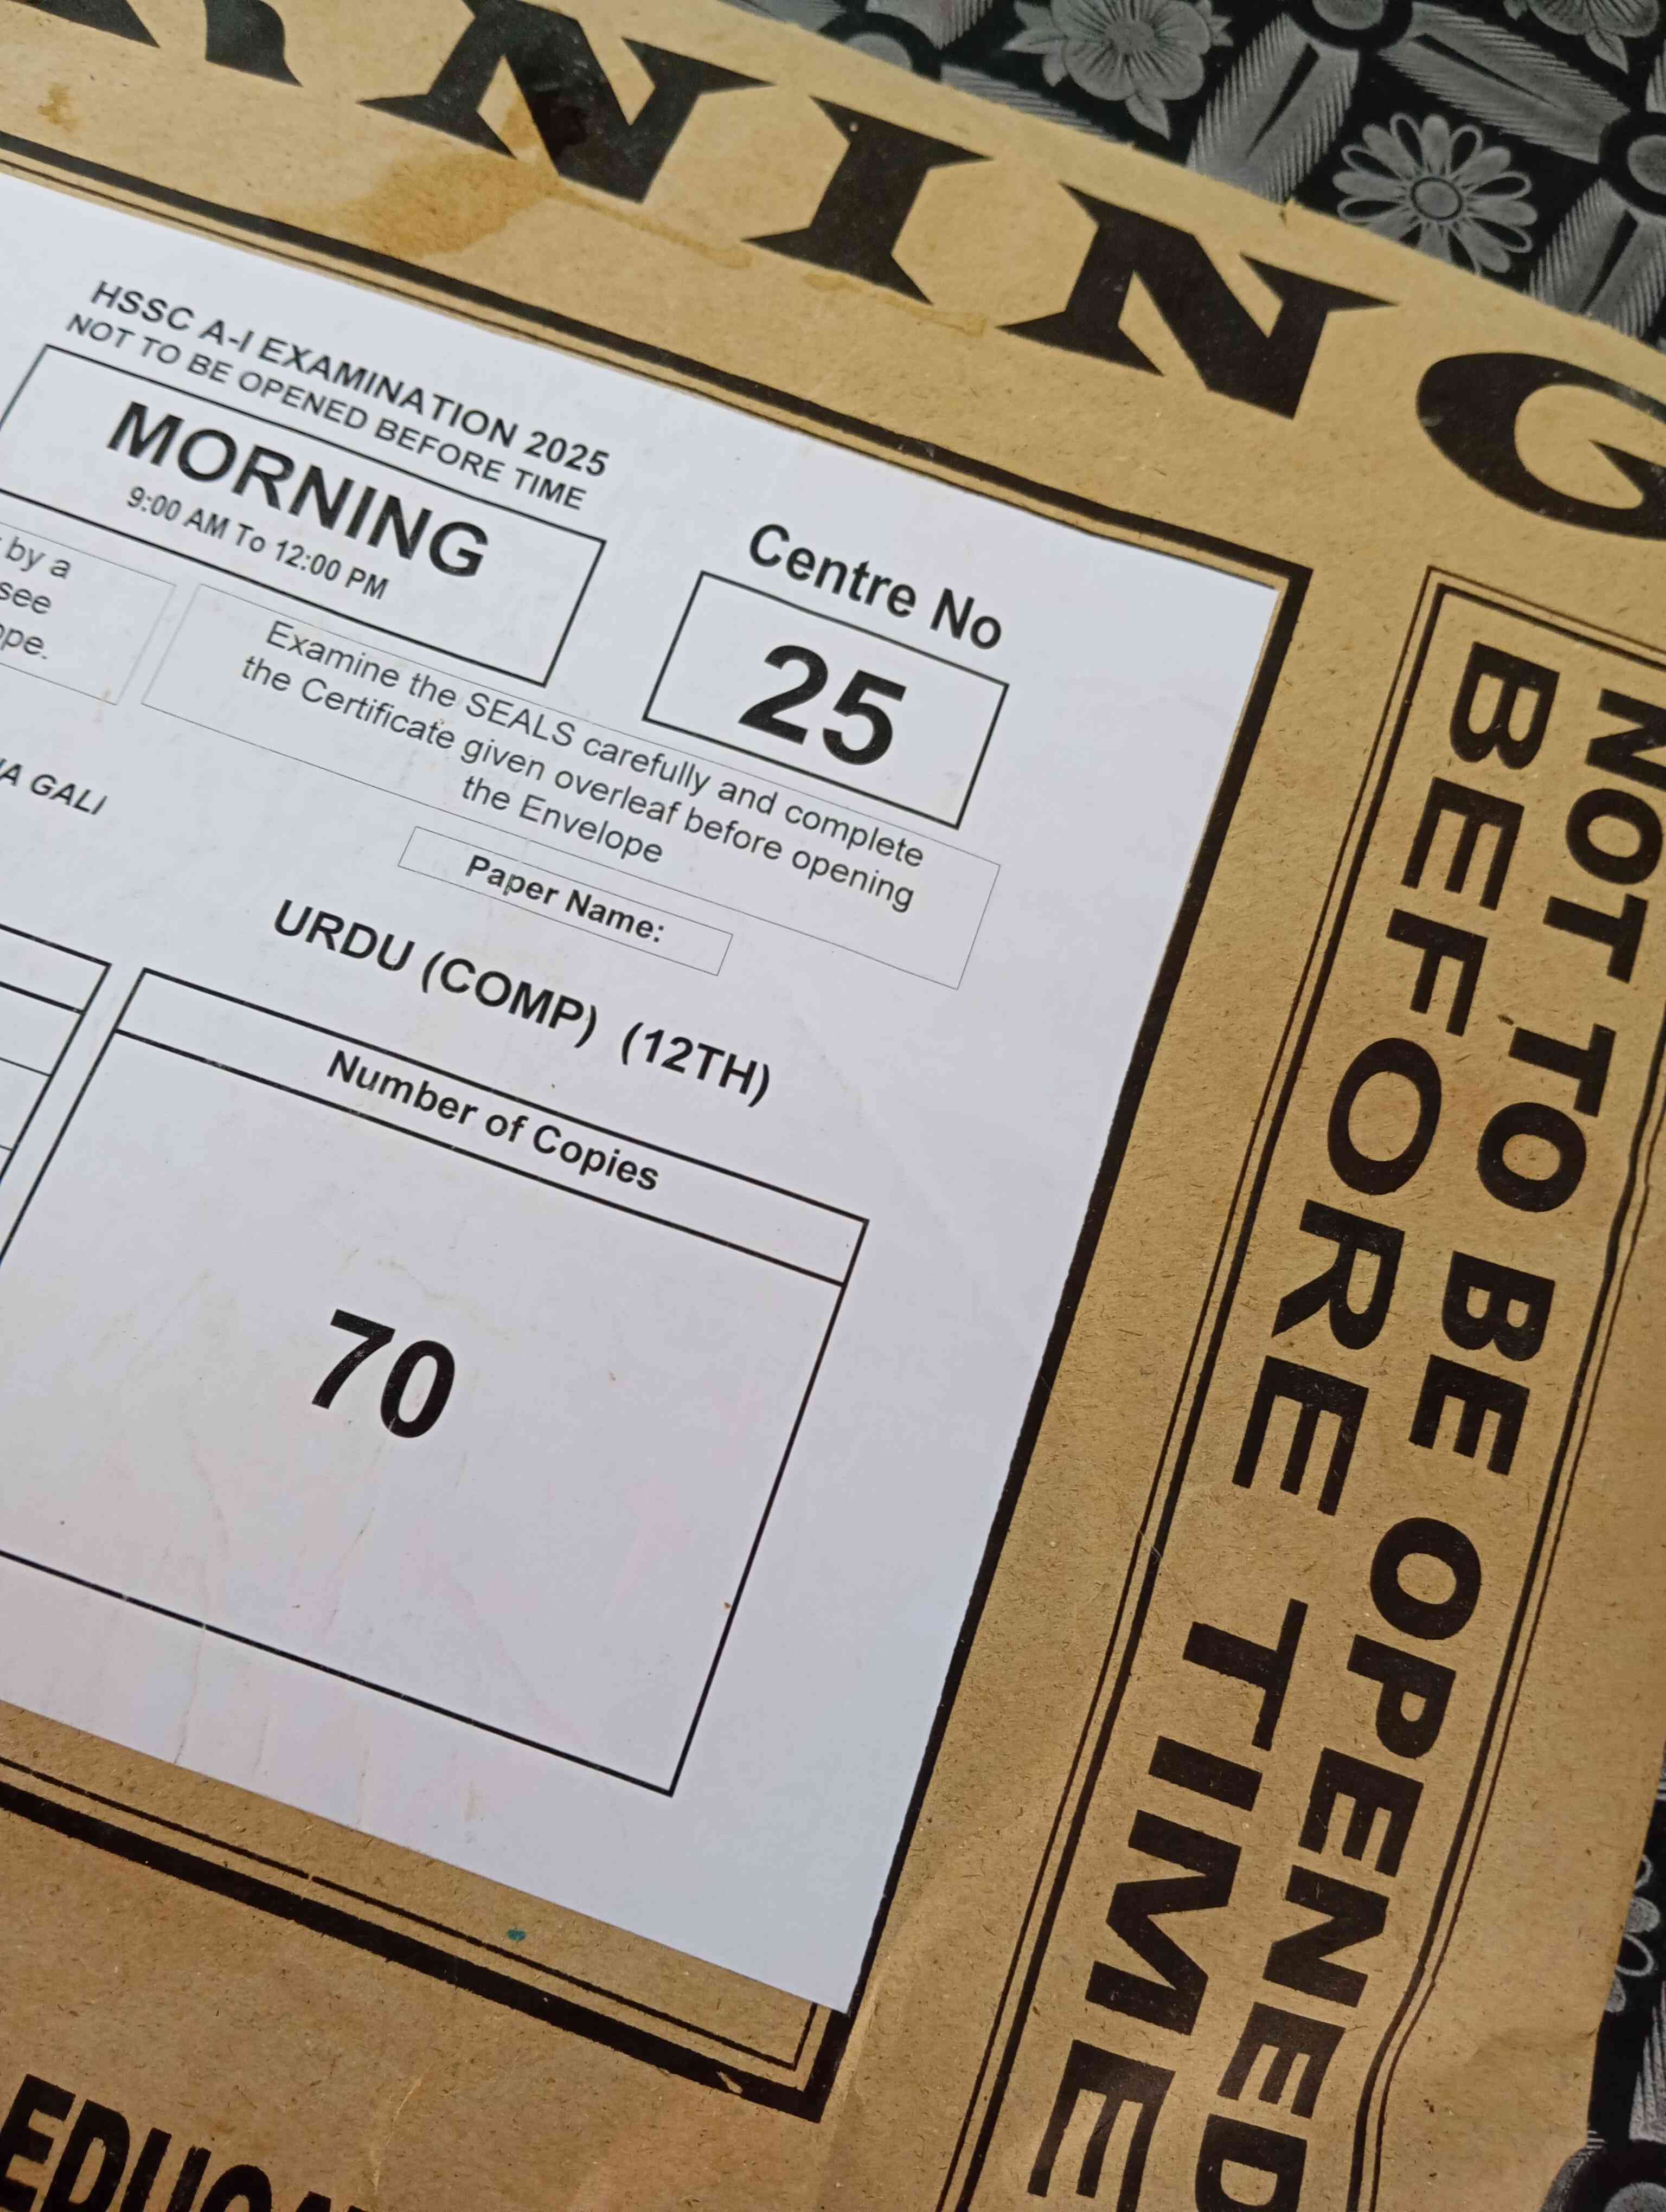 RNING
HSSC A-I EXAMINATION 2025
NOT TO BE OPENED BEFORE TIME
MORNING
9:00 AM To 12:00 PM
Centre No
25
by a
see
Examine the SEALS carefully and complete
the Certificate given overleaf before opening
the Envelope
GALI
Paper Name:
URDU (COMP) (12TH)
Number of Copies
70
NOT TO BE OPENED
BEFORE TIME